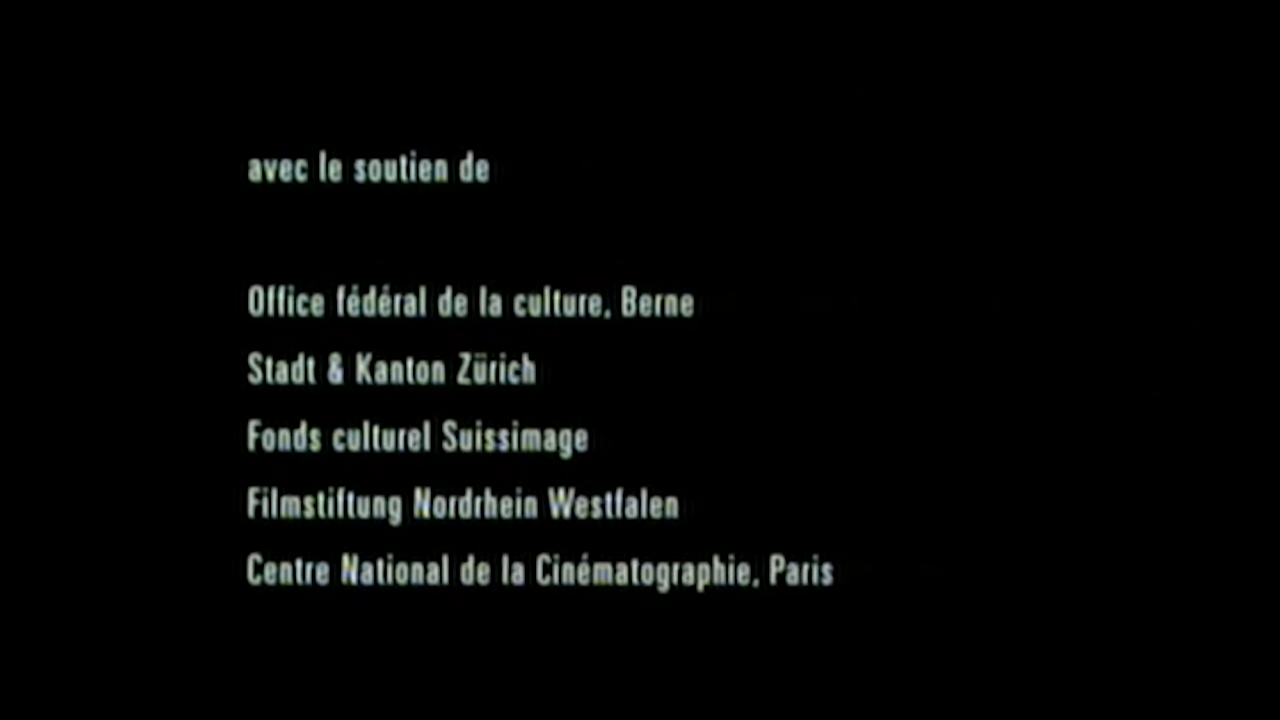 avec le soutien de
Office fédéral de la culture, Berne
Stadt & Kanton Zürich
Fonds culturel Suissimage
Filmstiftung Nordrhein Westfalen
Centre National de la Cinématographie, Paris